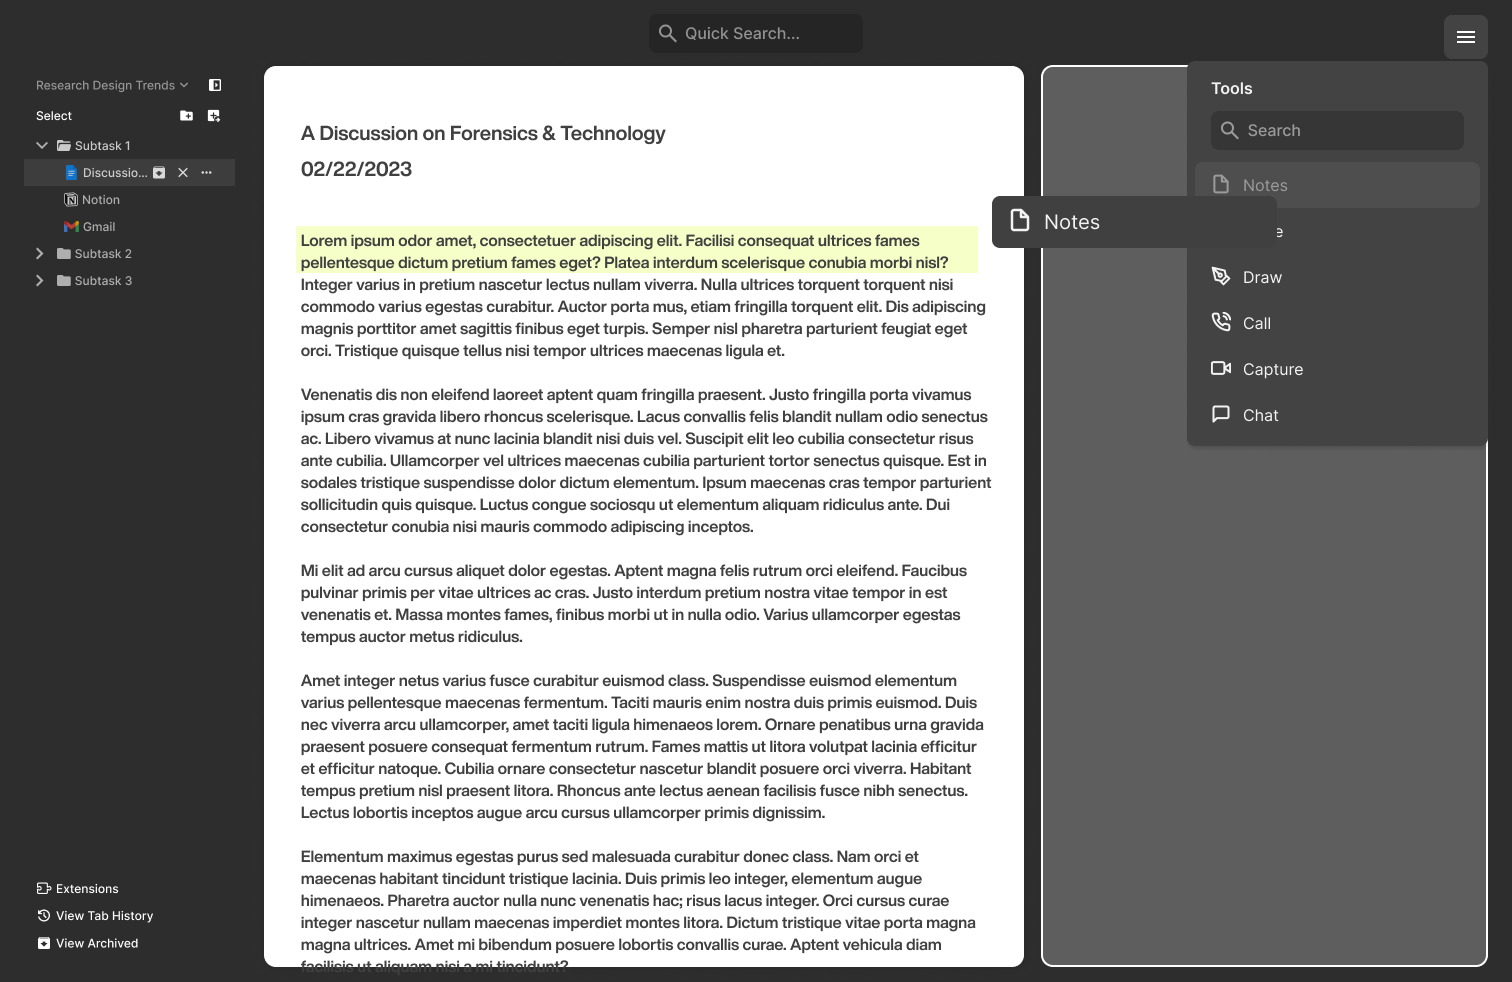 Quick Search...
Research Design Trends
Select
Subtask 1
Discussio...
Notion
Gmail
Subtask 2
Subtask 3
Extensions
View Tab History
View Archived
A Discussion on Forensics & Technology
02/22/2023
Lorem ipsum odor amet, consectetuer adipiscing elit. Facilisi consequat ultrices fames
pellentesque dictum pretium fames eget? Platea interdum scelerisque conubia morbi nisl?
Integer varius in pretium nascetur lectus nullam viverra. Nulla ultrices torquent torquent nisi
commodo varius egestas curabitur. Auctor porta mus, etiam fringilla torquent elit. Dis adipiscing
magnis porttitor amet sagittis finibus eget turpis. Semper nisl pharetra parturient feugiat eget
orci. Tristique quisque tellus nisi tempor ultrices maecenas ligula et.
Venenatis dis non eleifend laoreet aptent quam fringilla praesent. Justo fringilla porta vivamus
ipsum cras gravida libero rhoncus scelerisque. Lacus convallis felis blandit nullam odio senectus
ac. Libero vivamus at nunc lacinia blandit nisi duis vel. Suscipit elit leo cubilia consectetur risus
ante cubilia. Ullamcorper vel ultrices maecenas cubilia parturient tortor senectus quisque. Est in
sodales tristique suspendisse dolor dictum elementum. Ipsum maecenas cras tempor parturient
sollicitudin quis quisque. Luctus congue sociosqu ut elementum aliquam ridiculus ante. Dui
consectetur conubia nisi mauris commodo adipiscing inceptos.
Mi elit ad arcu cursus aliquet dolor egestas. Aptent magna felis rutrum orci eleifend. Faucibus
pulvinar primis per vitae ultrices ac cras. Justo interdum pretium nostra vitae tempor in est
venenatis et. Massa montes fames, finibus morbi ut in nulla odio. Varius ullamcorper egestas
tempus auctor metus ridiculus.
Amet integer netus varius fusce curabitur euismod class. Suspendisse euismod elementum
varius pellentesque maecenas fermentum. Taciti mauris enim nostra duis primis euismod. Duis
nec viverra arcu ullamcorper, amet taciti ligula himenaeos lorem. Ornare penatibus urna gravida
praesent posuere consequat fermentum rutrum. Fames mattis ut litora volutpat lacinia efficitur
et efficitur natoque. Cubilia ornare consectetur nascetur blandit posuere orci viverra. Habitant
tempus pretium nisl praesent litora. Rhoncus ante lectus aenean facilisis fusce nibh senectus.
Lectus lobortis inceptos augue arcu cursus ullamcorper primis dignissim.
Elementum maximus egestas purus sed malesuada curabitur donec class. Nam orci et
maecenas habitant tincidunt tristique lacinia. Duis primis leo integer, elementum augue
himenaeos. Pharetra auctor nulla nunc venenatis hac; risus lacus integer. Orci cursus curae
integer nascetur nullam maecenas imperdiet montes litora. Dictum tristique vitae porta magna
magna ultrices. Amet mi bibendum posuere lobortis convallis curae. Aptent vehicula diam
facilisis ut aliquam nisi a mi tincidunt?
Tools
Search
Notes
Notes
Draw
Call
Capture
Chat